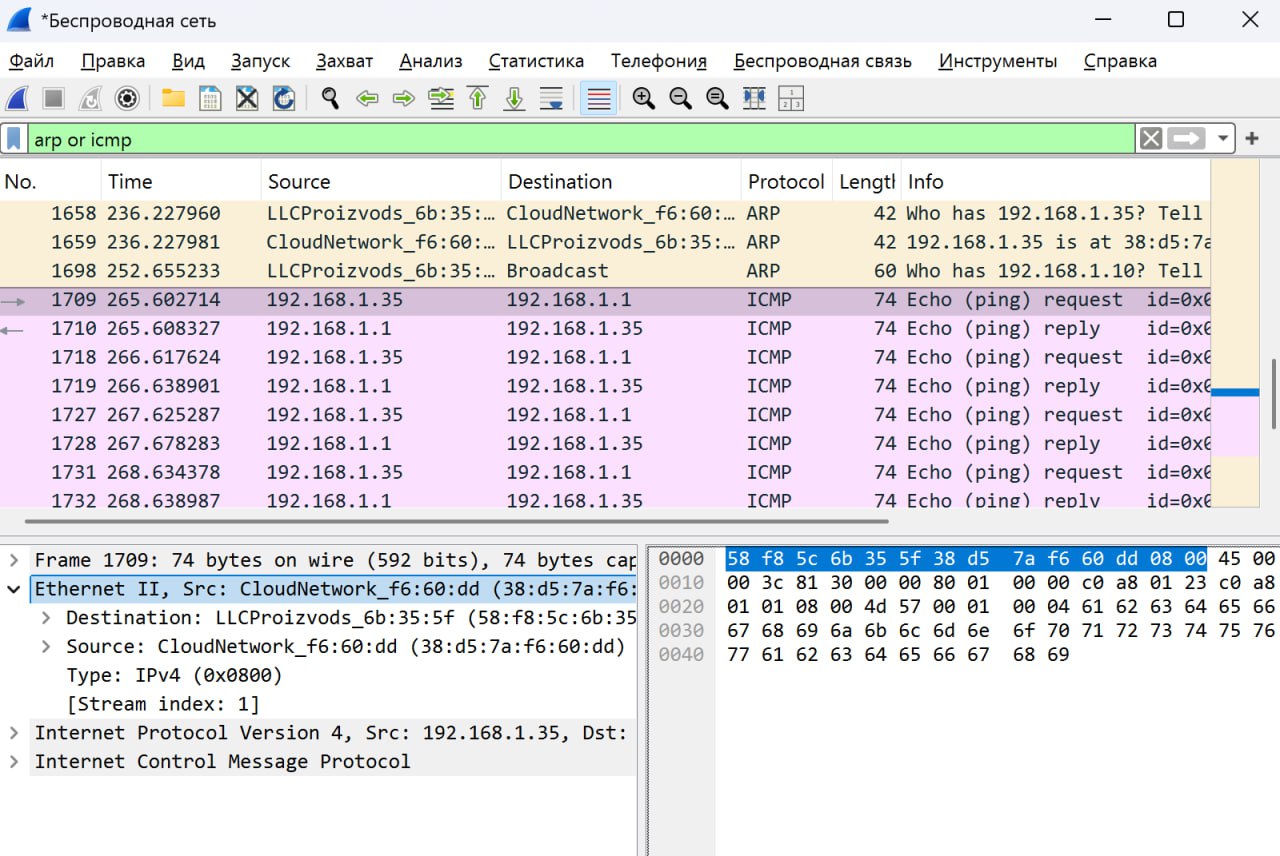 *Беспроводная сеть
Файл Правка Вид Запуск Захват Анализ Статистика Телефония Беспроводная связь Инструменты Справка
arp or icmp
No. Time Source Destination Protocol Length Info
1658 236.227960 LLCProizvods_6b:35:… CloudNetwork_f6:60:… ARP 42 Who has 192.168.1.35? Tell
1659 236.227981 CloudNetwork_f6:60:… LLCProizvods_6b:35:… ARP 42 192.168.1.35 is at 38:d5:7a
1698 252.655233 LLCProizvods_6b:35:… Broadcast ARP 60 Who has 192.168.1.10? Tell
1709 265.602714 192.168.1.35 192.168.1.1 ICMP 74 Echo (ping) request id=0x0
1710 265.608327 192.168.1.1 192.168.1.35 ICMP 74 Echo (ping) reply id=0x0
1718 266.617624 192.168.1.35 192.168.1.1 ICMP 74 Echo (ping) request id=0x0
1719 266.638901 192.168.1.1 192.168.1.35 ICMP 74 Echo (ping) reply id=0x0
1727 267.625287 192.168.1.35 192.168.1.1 ICMP 74 Echo (ping) request id=0x0
1728 267.678283 192.168.1.1 192.168.1.35 ICMP 74 Echo (ping) reply id=0x0
1731 268.634378 192.168.1.35 192.168.1.1 ICMP 74 Echo (ping) request id=0x0
1732 268.638987 192.168.1.1 192.168.1.35 ICMP 74 Echo (ping) reply id=0x0
Frame 1709: 74 bytes on wire (592 bits), 74 bytes cap
Ethernet II, Src: CloudNetwork_f6:60:dd (38:d5:7a:f6:
Destination: LLCProizvods_6b:35:5f (58:f8:5c:6b:35
Source: CloudNetwork_f6:60:dd (38:d5:7a:f6:60:dd)
Type: IPv4 (0x0800)
[Stream index: 1]
Internet Protocol Version 4, Src: 192.168.1.35, Dst:
Internet Control Message Protocol
0000 58 f8 5c 6b 35 5f 38 d5 7a f6 60 dd 08 00 45 00
0010 00 3c 81 30 00 00 80 01 00 00 c0 a8 01 23 c0 a8
0020 01 01 08 00 4d 57 00 01 00 04 61 62 63 64 65 66
0030 67 68 69 6a 6b 6c 6d 6e 6f 70 71 72 73 74 75 76
0040 77 61 62 63 64 65 66 67 68 69